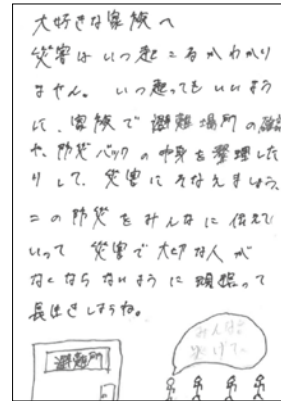 大好きな家族へ
災害はいつ起こるかわかり
ません。いつ起ってもいいよう
に、家族で避難場所の確認
や、防災バックの中身を整理した
りして、災害にそなえましょう。
この防災をみんなに伝えて
いって 災害で大切な人が
なくならないように頑張って
長生きしようね。
避難所
みんな
逃げて。